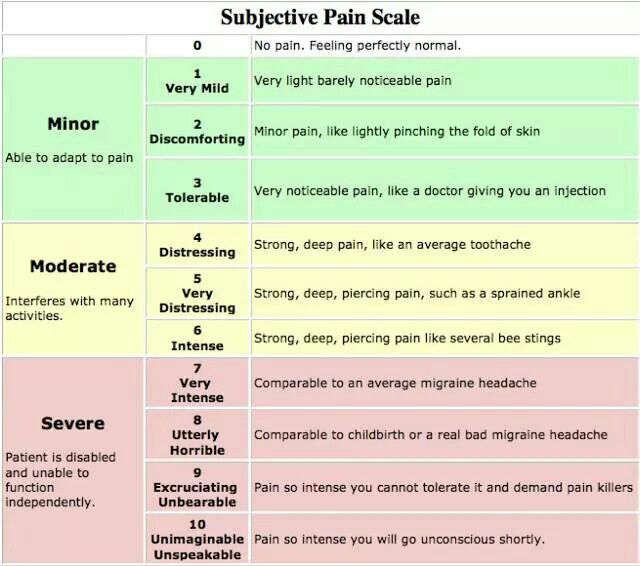 Subjective Pain Scale
0
No pain. Feeling perfectly normal.
Minor
Able to adapt to pain
1
Very Mild
Very light barely noticeable pain
2
Discomforting
Minor pain, like lightly pinching the fold of skin
3
Tolerable
Very noticeable pain, like a doctor giving you an injection
Moderate
Interferes with many
activities.
4
Distressing
Strong, deep pain, like an average toothache
5
Very
Distressing
Strong, deep, piercing pain, such as a sprained ankle
6
Intense
Strong, deep, piercing pain like several bee stings
Severe
Patient is disabled
and unable to
function
independently.
7
Very
Intense
Comparable to an average migraine headache
8
Utterly
Horrible
Comparable to childbirth or a real bad migraine headache
9
Excruciating
Unbearable
Pain so intense you cannot tolerate it and demand pain killers
10
Unimaginable
Unspeakable
Pain so intense you will go unconscious shortly.